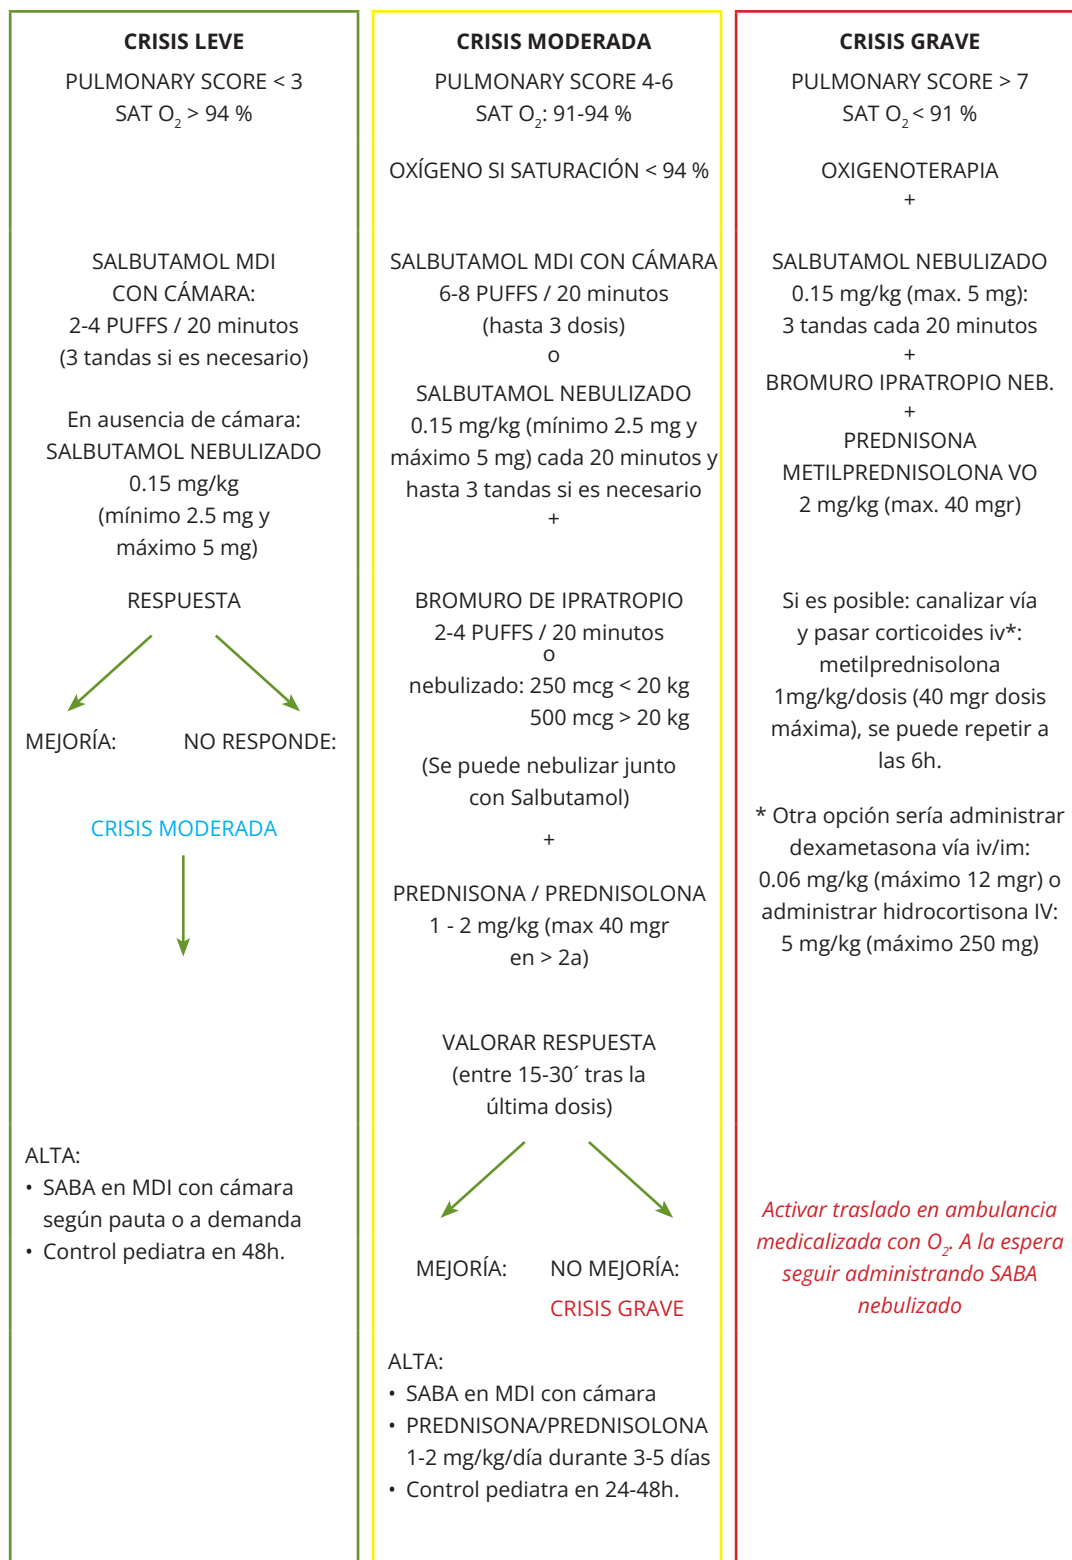 CRISIS LEVE
PULMONARY SCORE < 3
SAT O2 > 94 %
SALBUTAMOL MDI
CON CÁMARA:
2-4 PUFFS / 20 minutos
(3 tandas si es necesario)
En ausencia de cámara:
SALBUTAMOL NEBULIZADO
0.15 mg/kg
(mínimo 2.5 mg y
máximo 5 mg)
RESPUESTA
MEJORÍA: NO RESPONDE:
CRISIS MODERADA
ALTA:
• SABA en MDI con cámara
según pauta o a demanda
• Control pediatra en 48h.
CRISIS MODERADA
PULMONARY SCORE 4-6
SAT O2: 91-94 %
OXÍGENO SI SATURACIÓN < 94 %
SALBUTAMOL MDI CON CÁMARA
6-8 PUFFS / 20 minutos
(hasta 3 dosis)
o
SALBUTAMOL NEBULIZADO
0.15 mg/kg (mínimo 2.5 mg y
máximo 5 mg) cada 20 minutos y
hasta 3 tandas si es necesario
+
BROMURO DE IPRATROPIO
2-4 PUFFS / 20 minutos
o
nebulizado: 250 mcg < 20 kg
500 mcg > 20 kg
(Se puede nebulizar junto
con Salbutamol)
+
PREDNISONA / PREDNISOLONA
1 - 2 mg/kg (max 40 mgr
en > 2a)
VALORAR RESPUESTA
(entre 15-30´ tras la
última dosis)
MEJORÍA: NO MEJORÍA:
CRISIS GRAVE
ALTA:
• SABA en MDI con cámara
• PREDNISONA/PREDNISOLONA
1-2 mg/kg/día durante 3-5 días
• Control pediatra en 24-48h.
CRISIS GRAVE
PULMONARY SCORE > 7
SAT O2 < 91 %
OXIGENOTERAPIA
+
SALBUTAMOL NEBULIZADO
0.15 mg/kg (max. 5 mg):
3 tandas cada 20 minutos
+
BROMURO IPRATROPIO NEB.
+
PREDNISONA
METILPREDNISOLONA VO
2 mg/kg (max. 40 mgr)
Si es posible: canalizar vía
y pasar corticoides iv*:
metilprednisolona
1mg/kg/dosis (40 mgr dosis
máxima), se puede repetir a
las 6h.
* Otra opción sería administrar
dexametasona vía iv/im:
0.06 mg/kg (máximo 12 mgr) o
administrar hidrocortisona IV:
5 mg/kg (máximo 250 mg)
Activar traslado en ambulancia
medicalizada con O2. A la espera
seguir administrando SABA
nebulizado